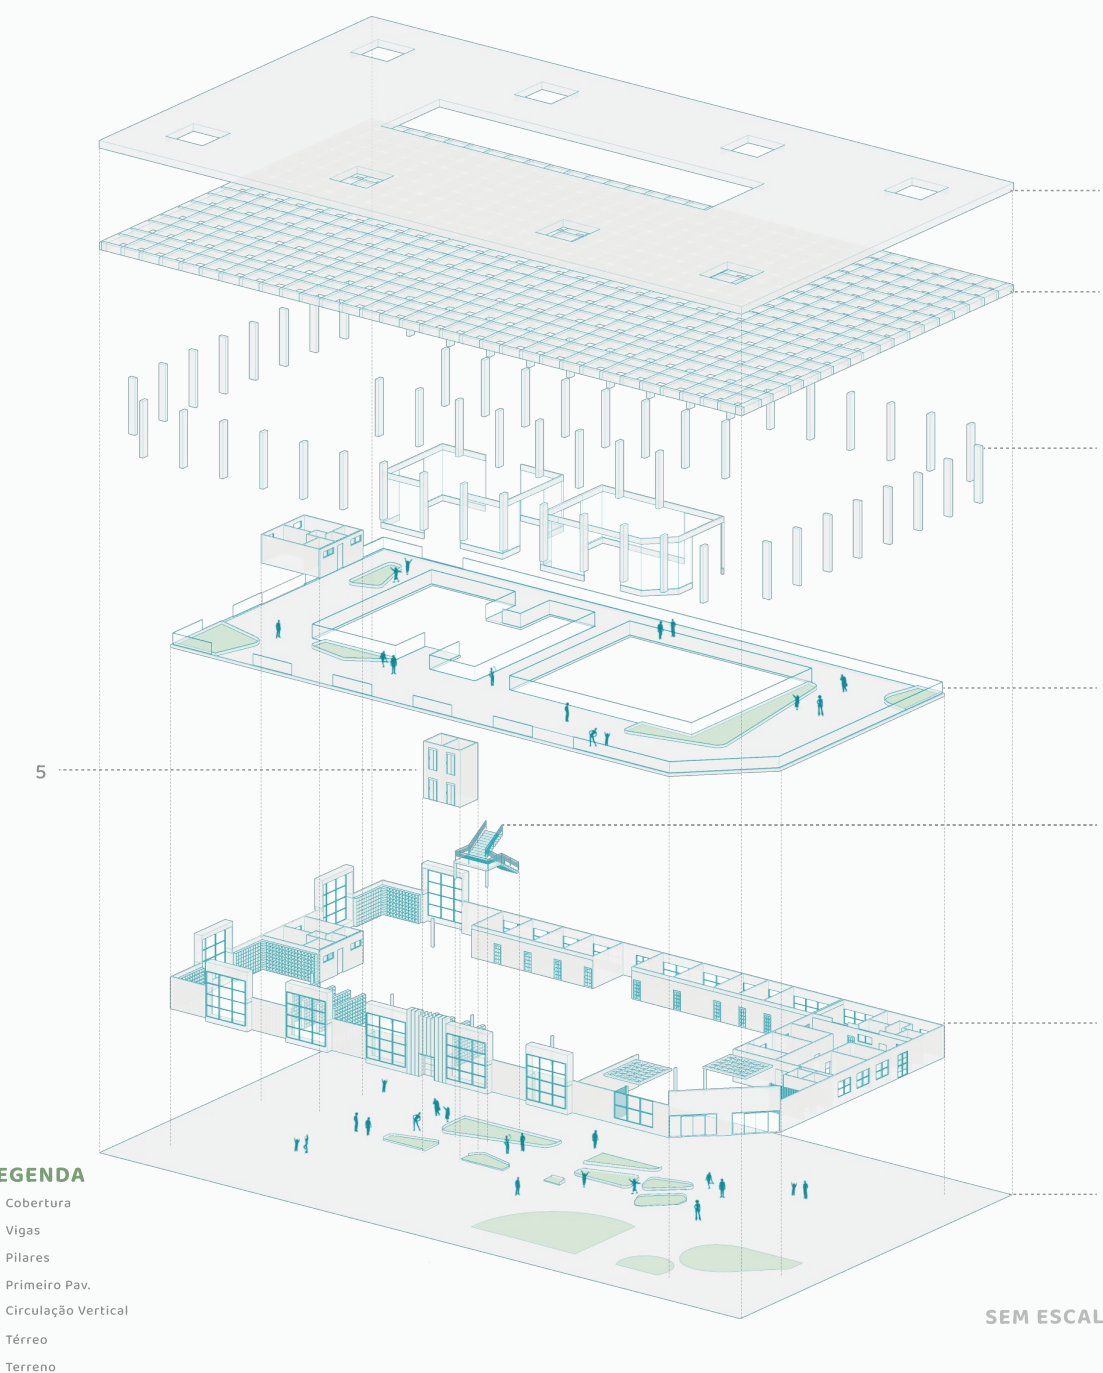 5
EGENDA
Cobertura
Vigas
Pilares
Primeiro Pav.
Circulação Vertical
Térreo
Terreno
SEM ESCAL